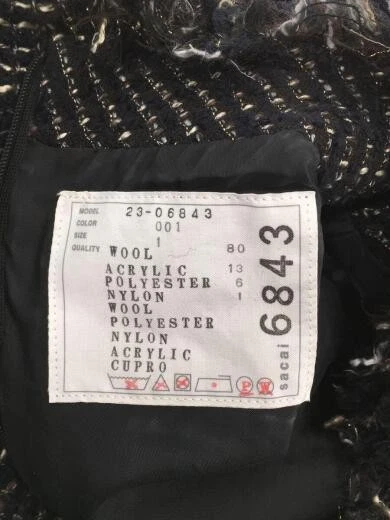 MODEL 23-06843
COLOR 001
SIZE 1
QUALITY WOOL 80
ACRYLIC 13
POLYESTER 6
NYLON 1
WOOL
POLYESTER
NYLON
ACRYLIC
CUPRO
P W
sacai 6843